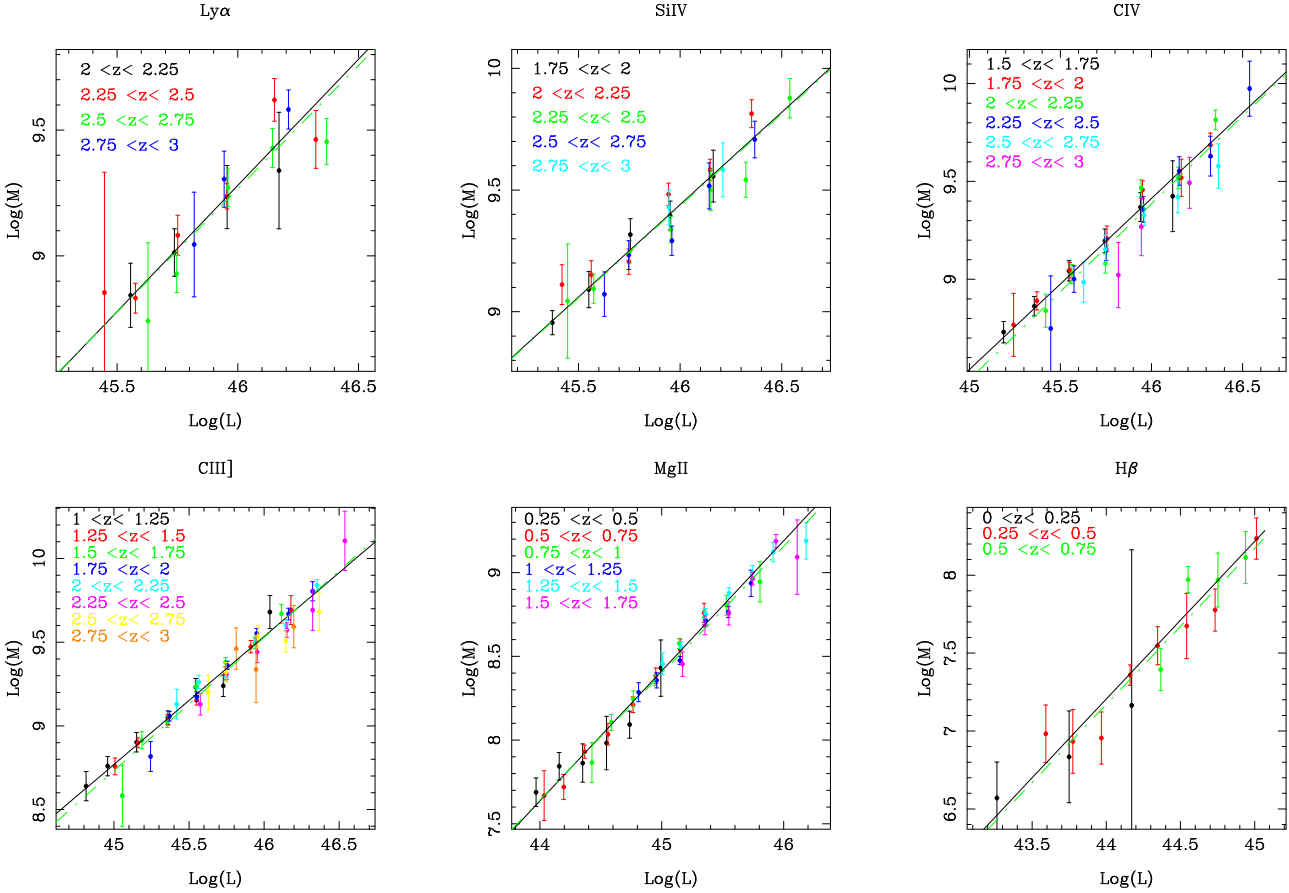 Lyα
SiIV
CIV
2 <z< 2.25
2.25 <z< 2.5
2.5 <z< 2.75
2.75 <z< 3
9.5
9
Log(M)
45.5
46
46.5
Log(L)
1.75 <z< 2
2 <z< 2.25
2.25 <z< 2.5
2.5 <z< 2.75
2.75 <z< 3
10
9.5
9
Log(M)
45.5
46
46.5
Log(L)
1.5 <z< 1.75
1.75 <z< 2
2 <z< 2.25
2.25 <z< 2.5
2.5 <z< 2.75
2.75 <z< 3
10
9.5
9
Log(M)
45
45.5
46
46.5
Log(L)
CIII]
MgII
Hβ
1 <z< 1.25
1.25 <z< 1.5
1.5 <z< 1.75
1.75 <z< 2
2 <z< 2.25
2.25 <z< 2.5
2.5 <z< 2.75
2.75 <z< 3
10
9.5
9
8.5
Log(M)
45
45.5
46
46.5
Log(L)
0.25 <z< 0.5
0.5 <z< 0.75
0.75 <z< 1
1 <z< 1.25
1.25 <z< 1.5
1.5 <z< 1.75
9
8.5
8
7.5
Log(M)
44
45
46
Log(L)
0 <z< 0.25
0.25 <z< 0.5
0.5 <z< 0.75
8
7.5
7
6.5
Log(M)
43.5
44
44.5
45
Log(L)